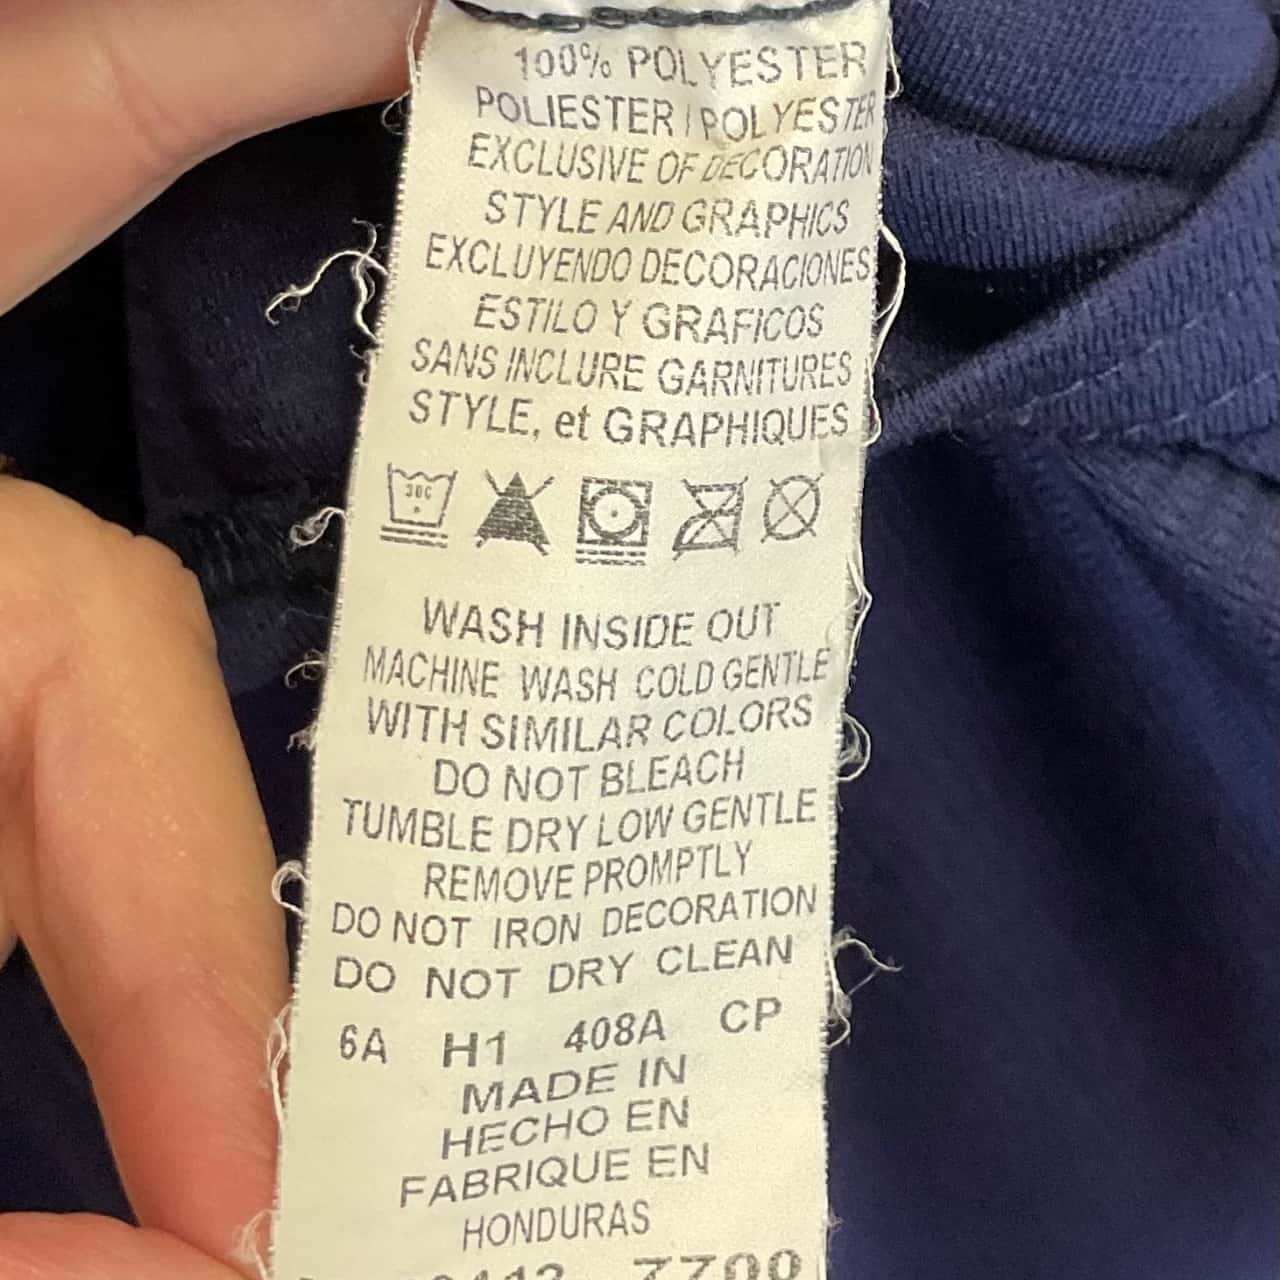 100% POLYESTER
POLIESTER / POLYESTER
EXCLUSIVE OF DECORATION
STYLE AND GRAPHICS
EXCLUYENDO DECORACIONES
ESTILO Y GRAFICOS
SANS INCLURE GARNITURES
STYLE, et GRAPHIQUES
30C
WASH INSIDE OUT
MACHINE WASH COLD GENTLE
WITH SIMILAR COLORS
DO NOT BLEACH
TUMBLE DRY LOW GENTLE
REMOVE PROMPTLY
DO NOT IRON DECORATION
DO NOT DRY CLEAN
6A H1 408A CP
MADE IN
HECHO EN
FABRIQUE EN
HONDURAS
7700